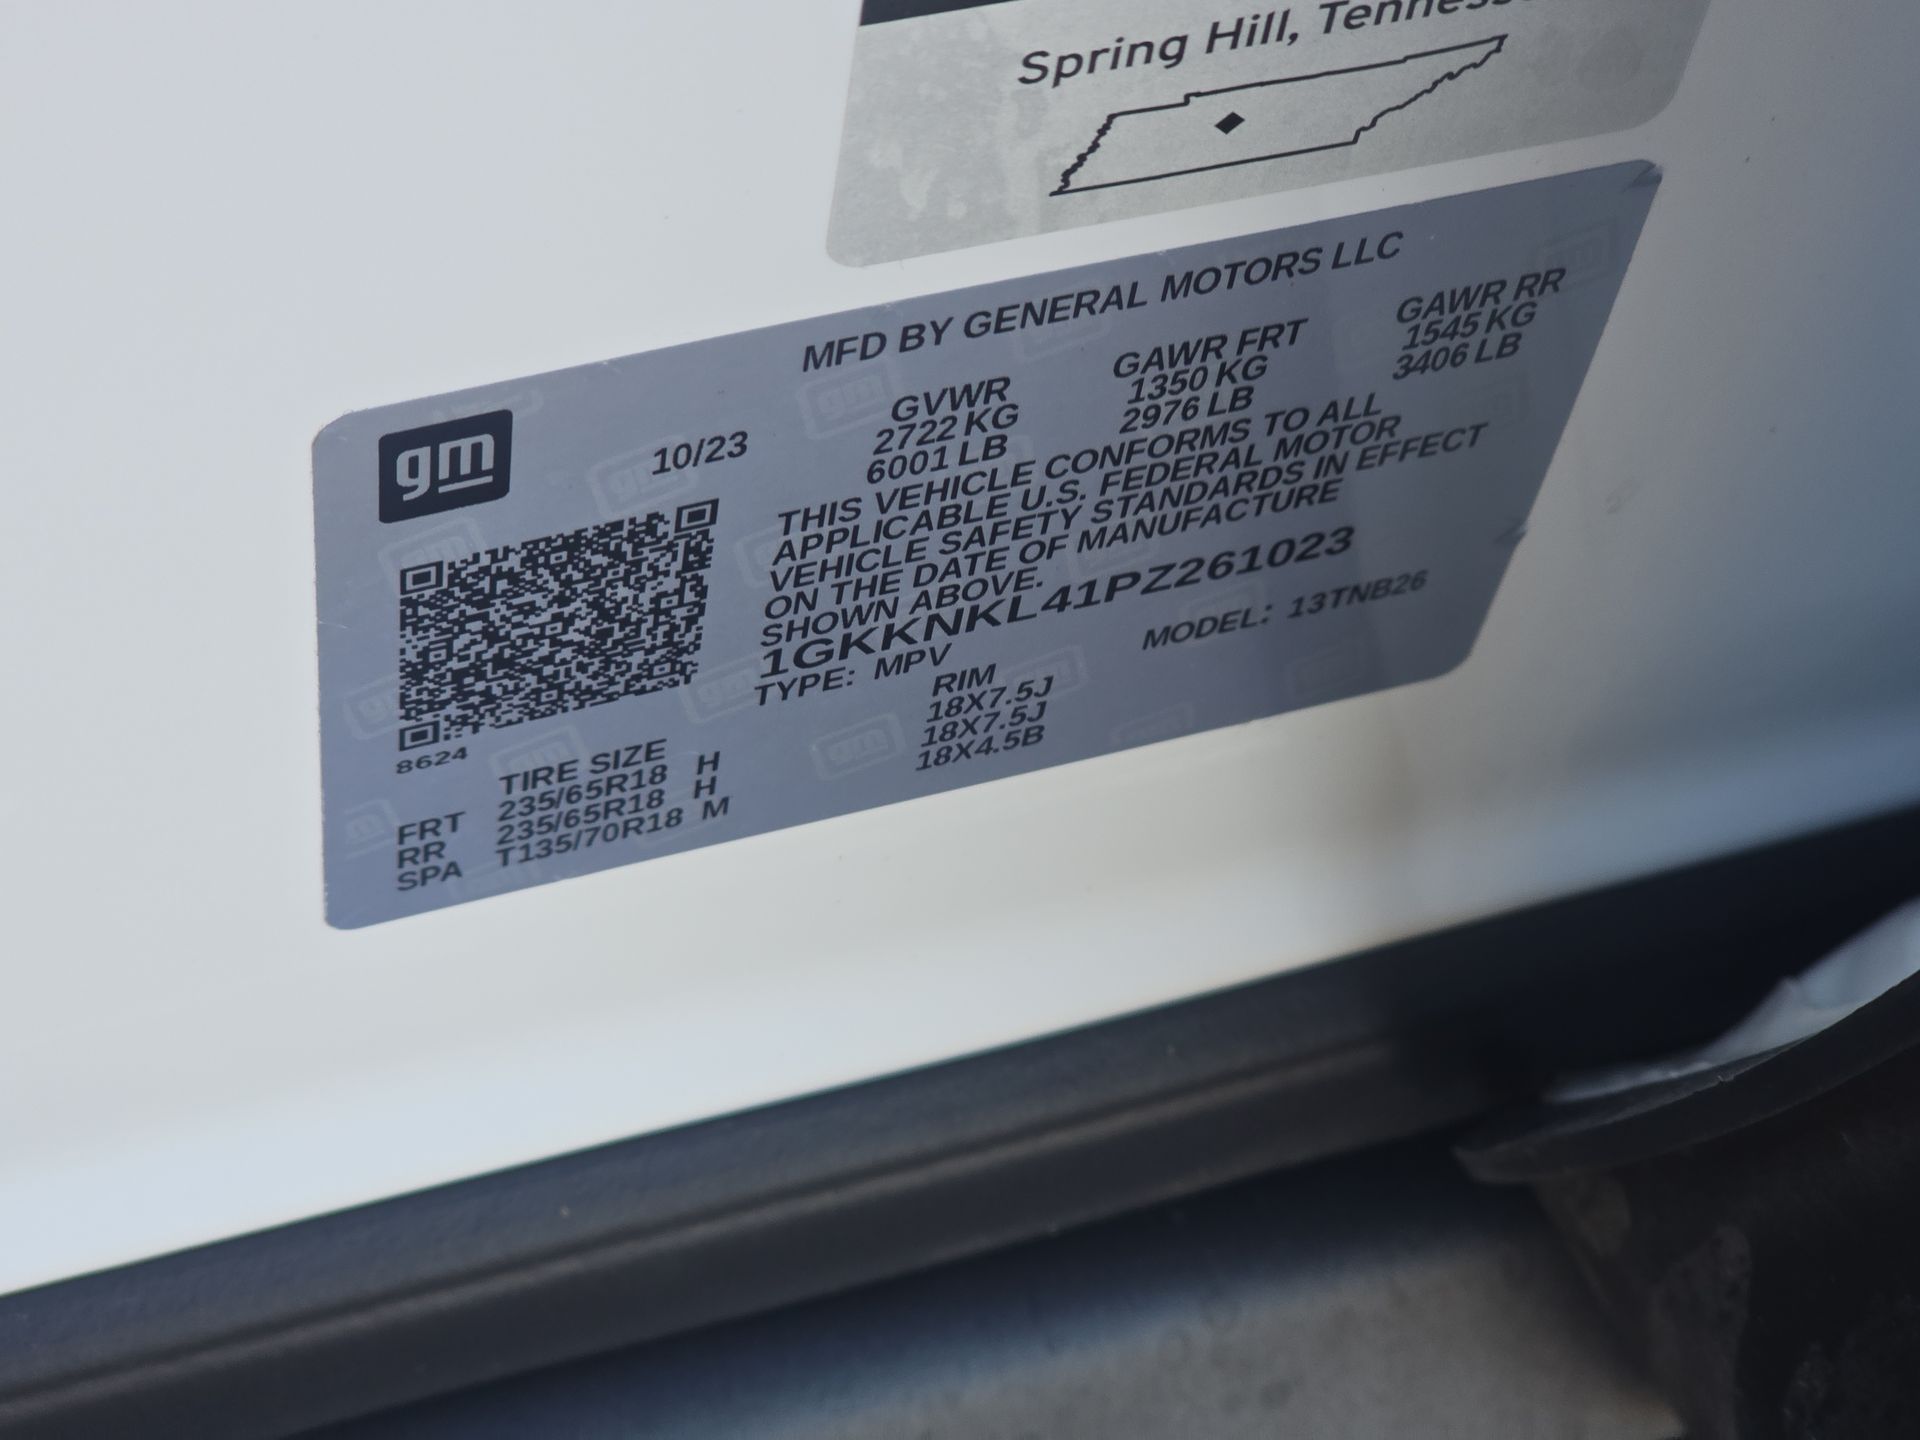 Spring Hill,
MFD BY GENERAL MOTORS LLC
gm
10/23
GVWR GAWR FRT GAWR RR
2722 KG 1350 KG 1545 KG
6001 LB 2976 LB 3406 LB
THIS VEHICLE CONFORMS TO ALL
APPLICABLE U.S. FEDERAL MOTOR
VEHICLE SAFETY STANDARDS IN EFFECT
ON THE DATE OF MANUFACTURE
SHOWN ABOVE.
1GKKNKL41PZ261023
TYPE: MPV MODEL: 13TNB26
8624
TIRE SIZE RIM
FRT 235/65R18 H 18X7.5J
RR 235/65R18 H 18X7.5J
SPA T135/70R18 M 18X4.5B